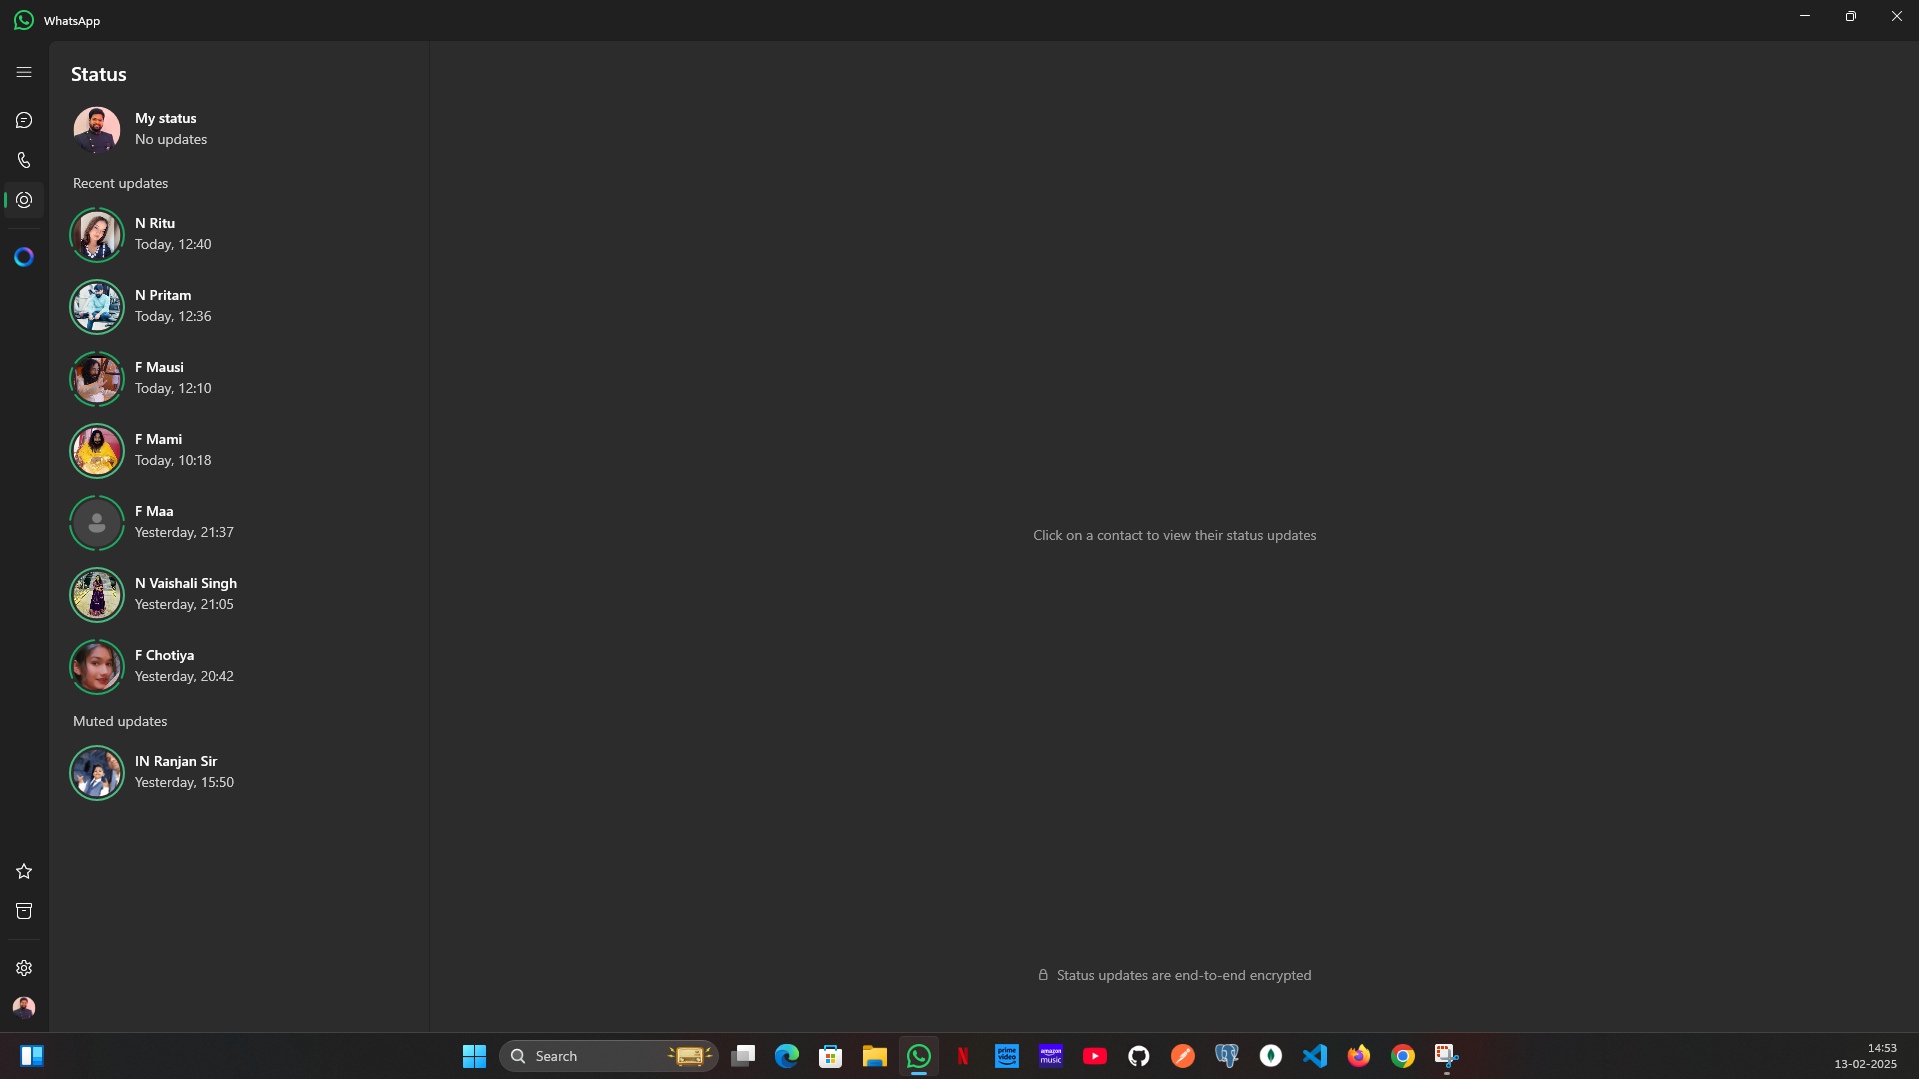 WhatsApp
Status
My status
No updates
Recent updates
N Ritu
Today, 12:40
N Pritam
Today, 12:36
F Mausi
Today, 12:10
F Mami
Today, 10:18
F Maa
Yesterday, 21:37
N Vaishali Singh
Yesterday, 21:05
F Chotiya
Yesterday, 20:42
Muted updates
IN Ranjan Sir
Yesterday, 15:50
Click on a contact to view their status updates
Status updates are end-to-end encrypted
Search
N
prime
video
amazon
music
14:53
13-02-2025